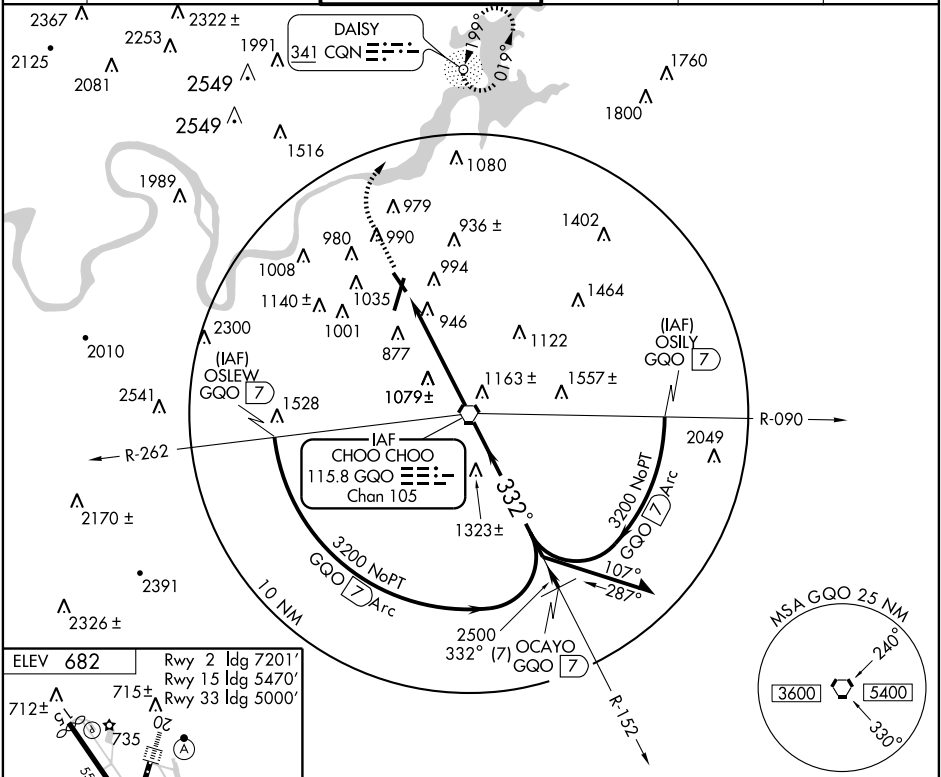 2367
2322 ±
2253
2125
2081
1991
2549
2549
DAISY
341 CQN
199°
019°
1760
1800
1516
1080
1989
979
936 ±
1402
980
990
1008
994
1035
1464
1140 ±
1001
946
2300
877
1122
2010
(IAF)
OSLEW
GQO 7
(IAF)
OSILY
GQO 7
1079±
1163 ±
1557±
2541
1528
R-090
R-262
IAF
CHOO CHOO
115.8 GQO
Chan 105
2049
332°
1323±
2170 ±
3200 NoPT
GQO 7 Arc
3200 NoPT
GQO 7 Arc
107°
287°
2391
10 NM
2326 ±
2500
332° (7)
OCAYO
GQO 7
R-152
MSA GQO 25 NM
240°
3600
5400
330°
ELEV 682
Rwy 2 ldg 7201'
Rwy 15 ldg 5470'
Rwy 33 ldg 5000'
712±
715±
735
20
A